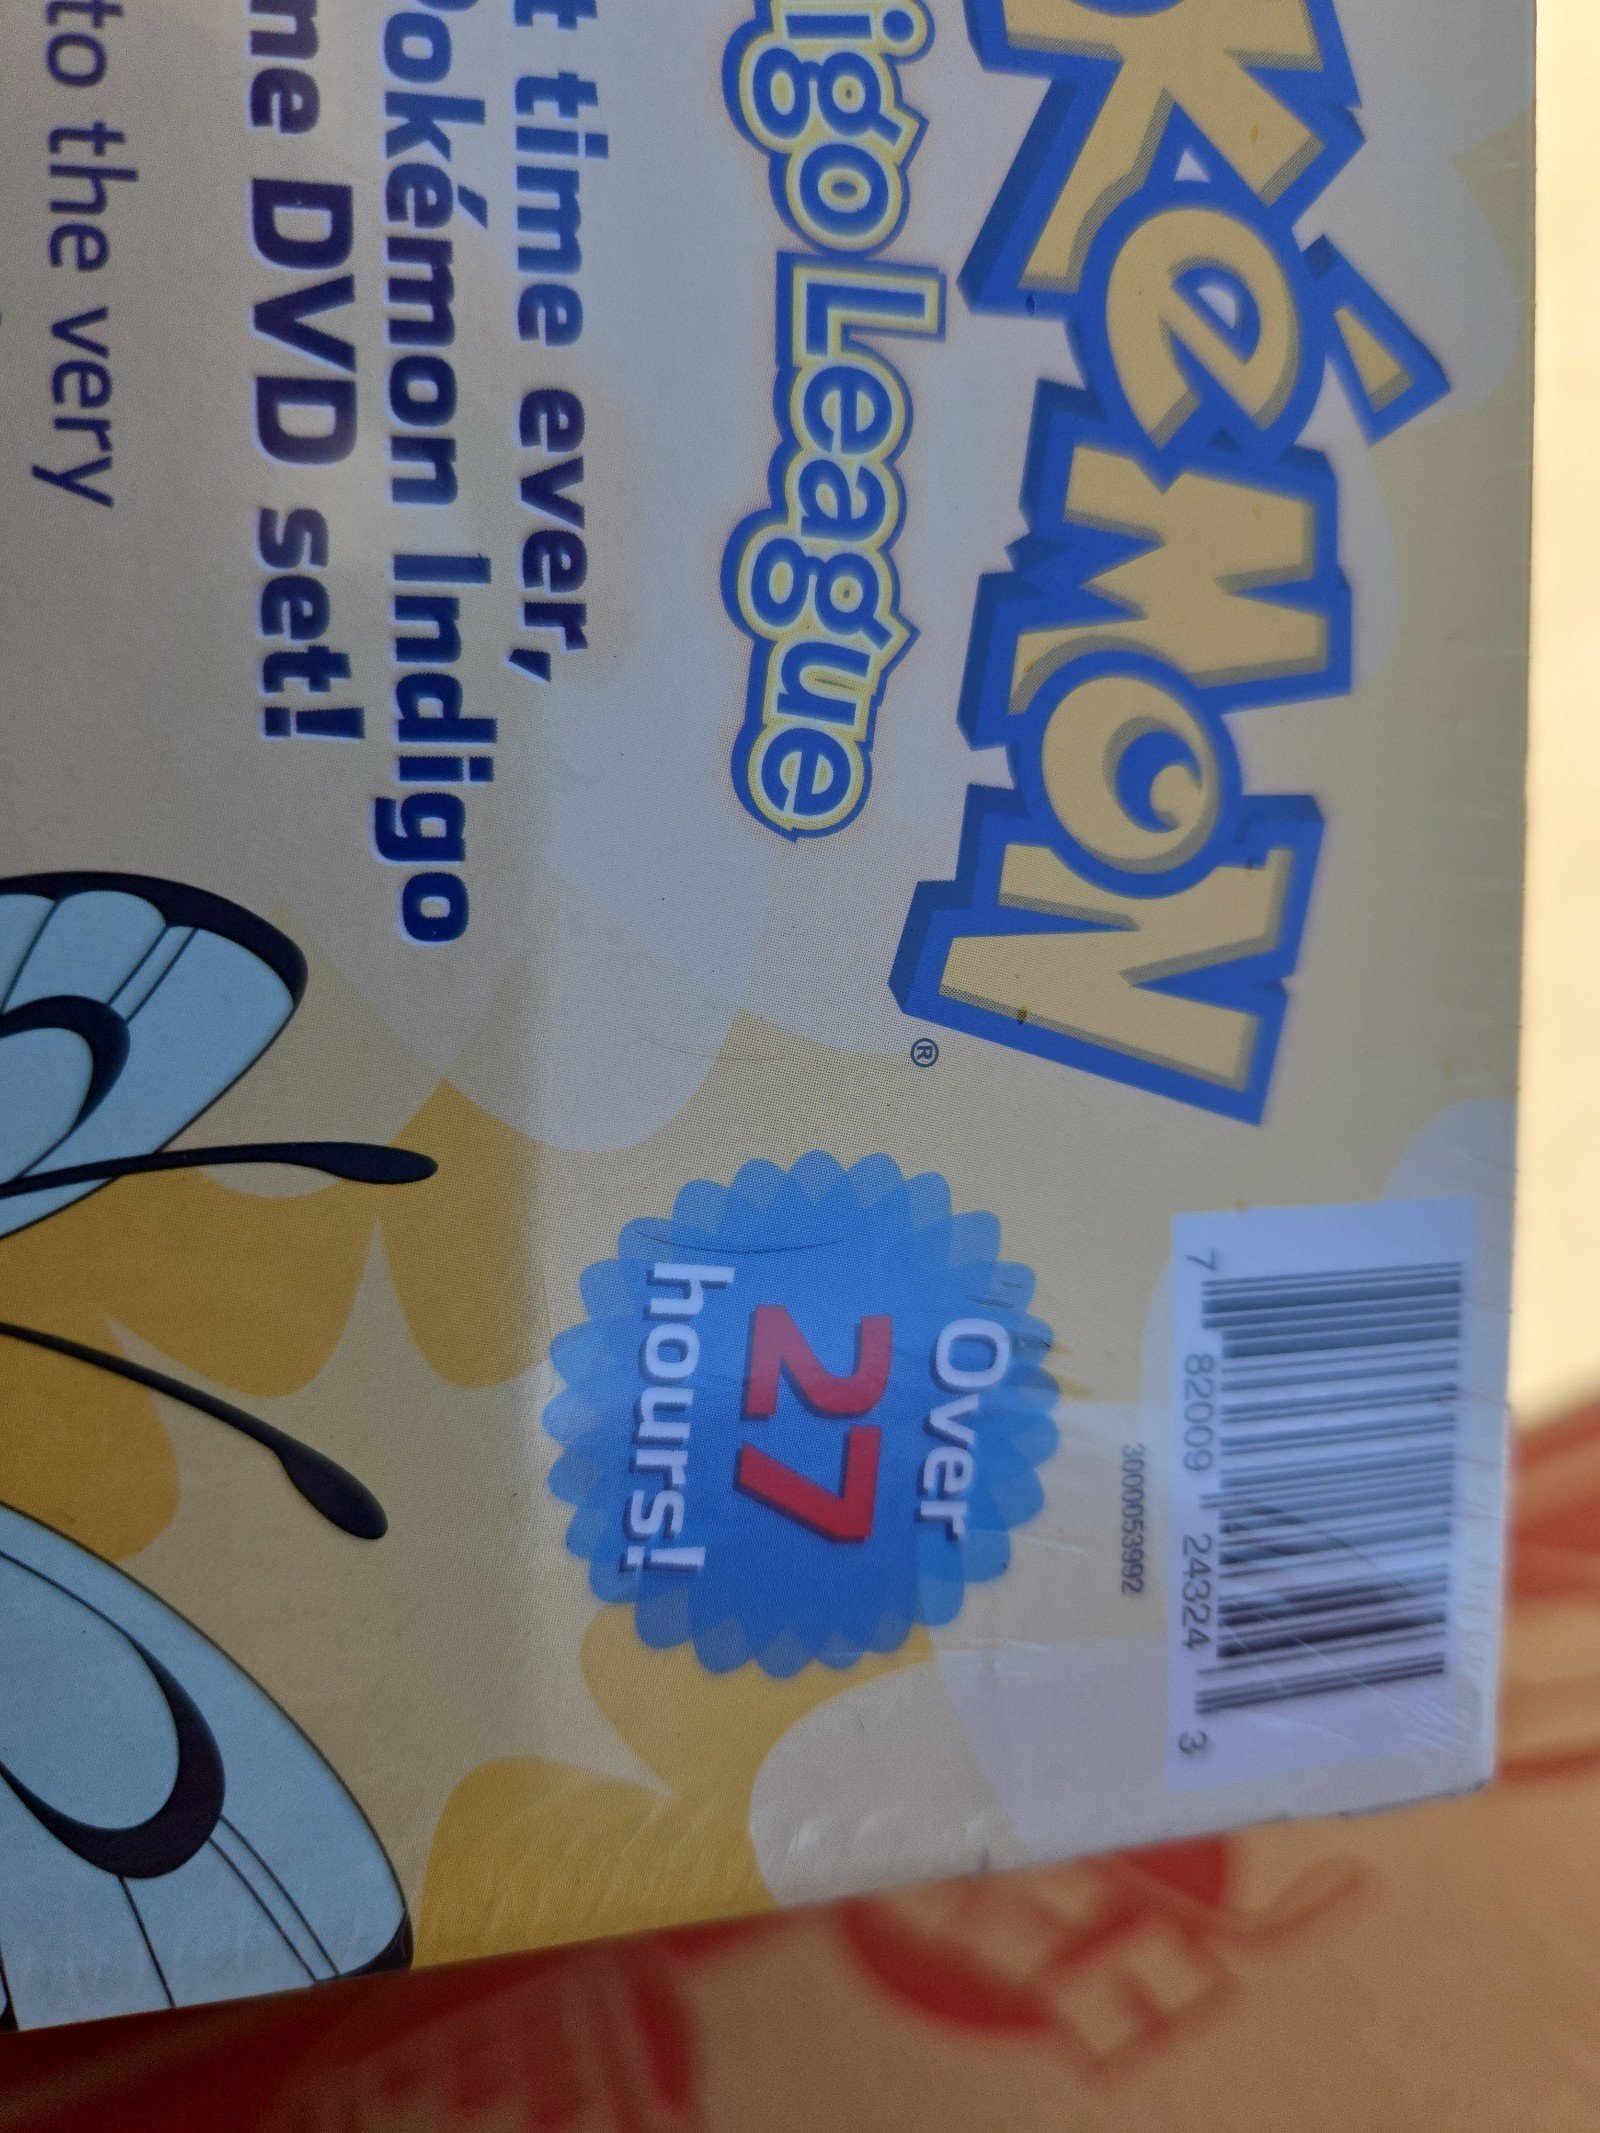 KéMON
®
igo League
t time ever,
Pokémon Indigo
ne DVD set!
to the very
7 82009 24324 3
3000053992
Over
27
hours!